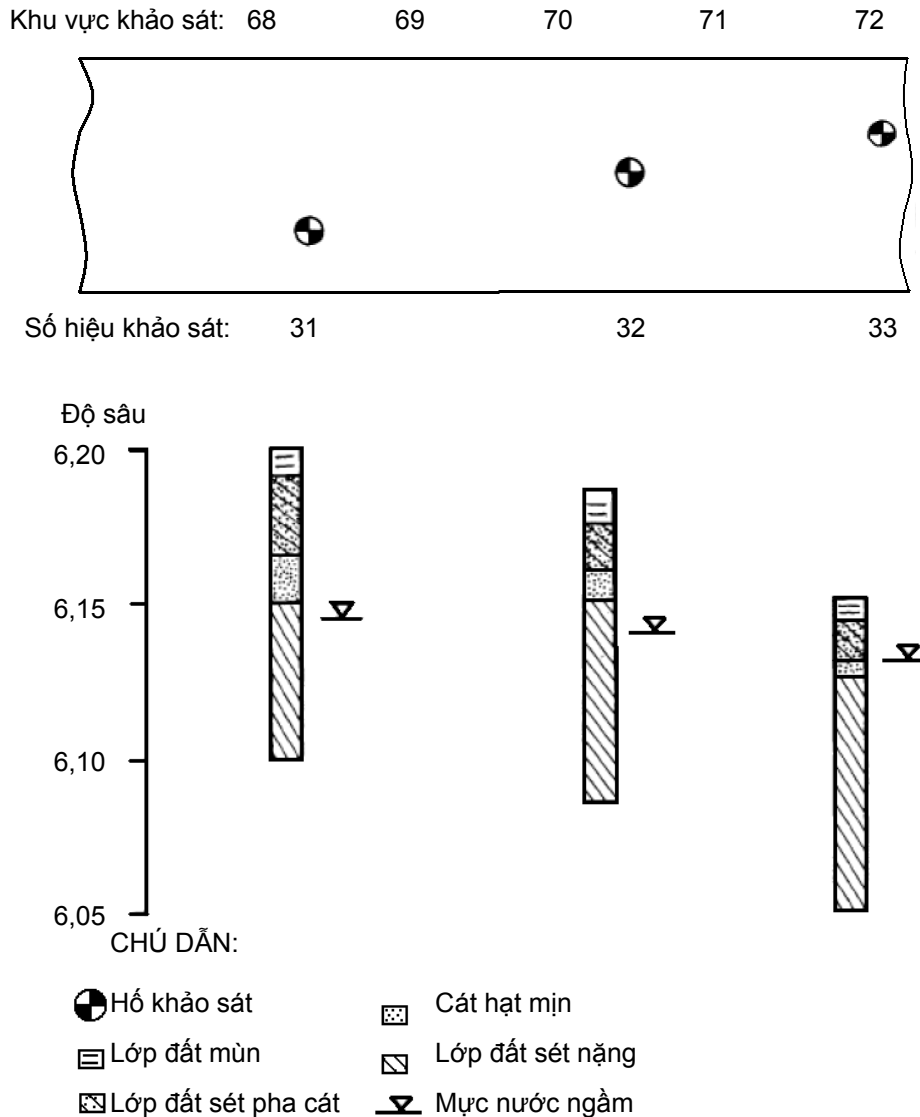 Khu vực khảo sát: 68 69 70 71 72
Số hiệu khảo sát: 31 32 33
Độ sâu
6,20
6,15
6,10
6,05
CHÚ DẪN:
Hố khảo sát Cát hạt mịn
Lớp đất mùn Lớp đất sét nặng
Lớp đất sét pha cát Mực nước ngầm